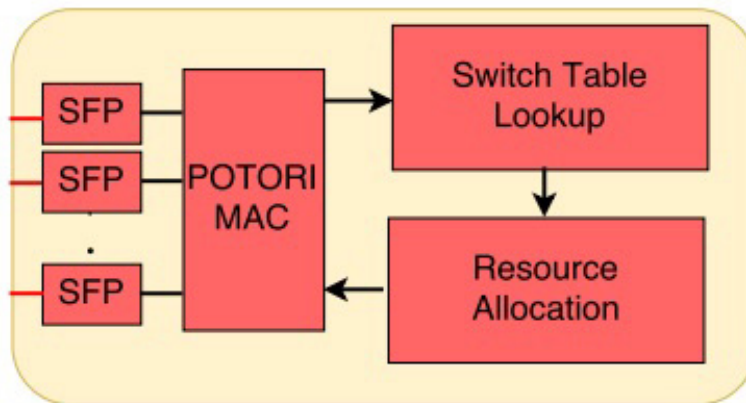 SFP
SFP
SFP
POTORI
MAC
Switch Table
Lookup
Resource
Allocation